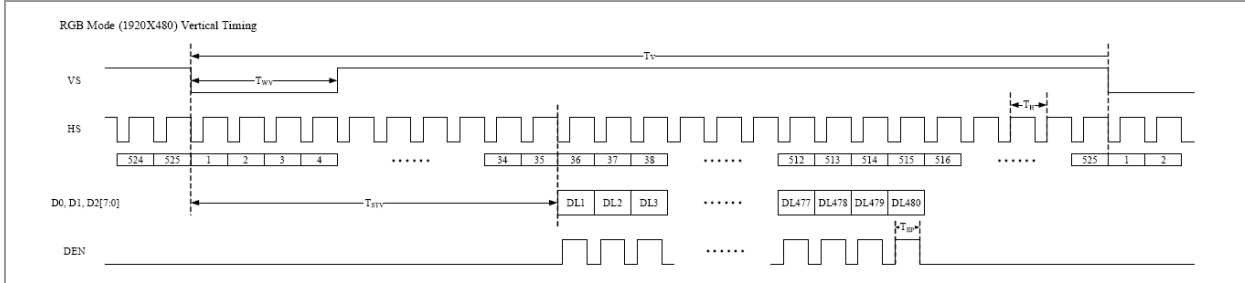 RGB Mode (1920X480) Vertical Timing
TV
VS
TWV
TH
HS
524 525 1 2 3 4 ...... 34 35 36 37 38 ...... 512 513 514 515 516 ...... 525 1 2
D0, D1, D2[7:0]
TSTV
DL1 DL2 DL3 ...... DL477 DL478 DL479 DL480
TEP
DEN ......